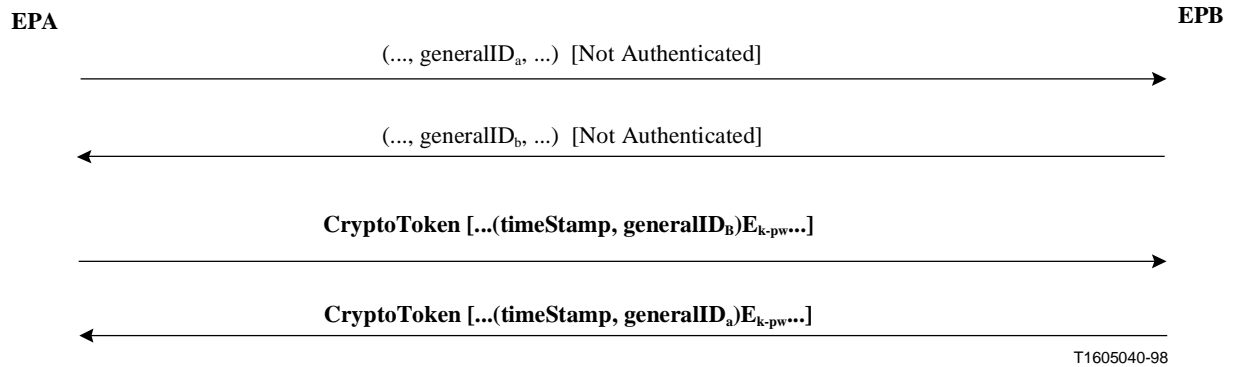 EPA
EPB
(..., generalIDa, ...) [Not Authenticated]
(..., generalIDb, ...) [Not Authenticated]
CryptoToken [...(timeStamp, generalIDB)Ek-pw...]
CryptoToken [...(timeStamp, generalIDa)Ek-pw...]
T1605040-98